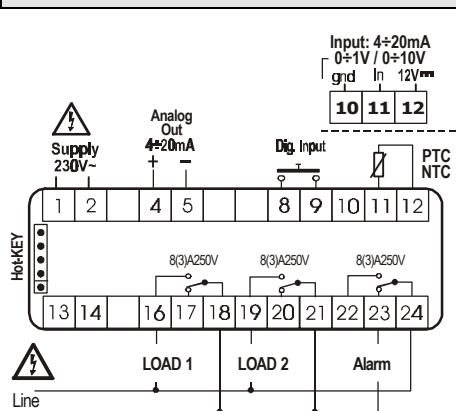 Input: 4÷20mA
0÷1V / 0÷10V
gnd In 12V
10 11 12
Supply
230V~
Analog
Out
4÷20mA
+ -
Dig. Input
PTC
NTC
1 2 4 5 8 9 10 11 12
Hot-KEY
8(3)A250V 8(3)A250V 8(3)A250V
13 14 16 17 18 19 20 21 22 23 24
LOAD 1 LOAD 2 Alarm
Line